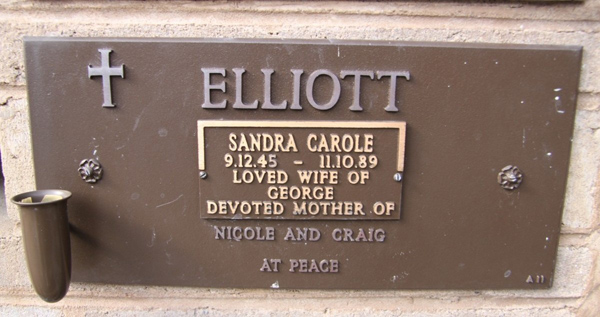 ELLIOTT
SANDRA CAROLE
9.12.45 - 11.10.89
LOVED WIFE OF
GEORGE
DEVOTED MOTHER OF
NICOLE AND CRAIG
AT PEACE
A 11